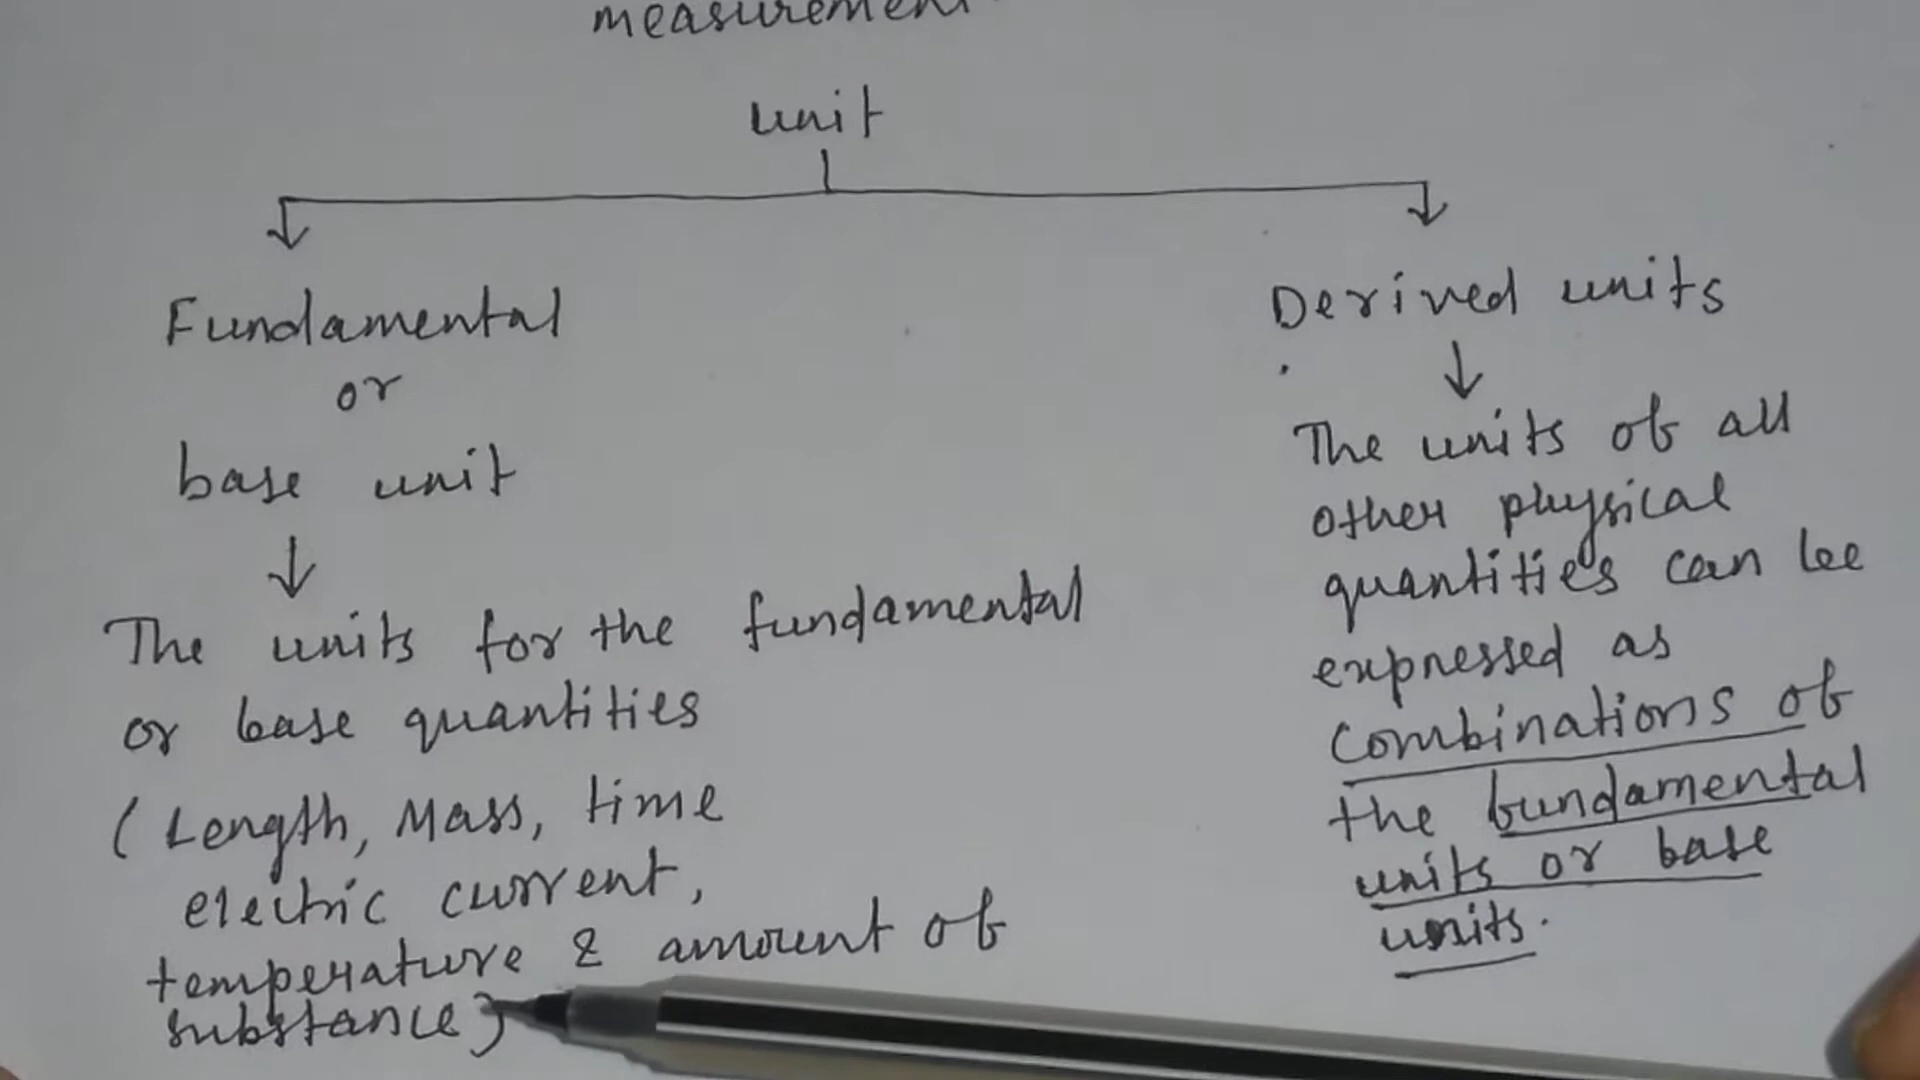 measurement
unit
Fundamental
or
base unit
The units for the fundamental
or base quantities
(Length, Mass, time
electric current,
temperature & amount of
substance)
Derived units
The units of all
other physical
quantities can be
expressed as
combinations of
the fundamental
units or base
units.